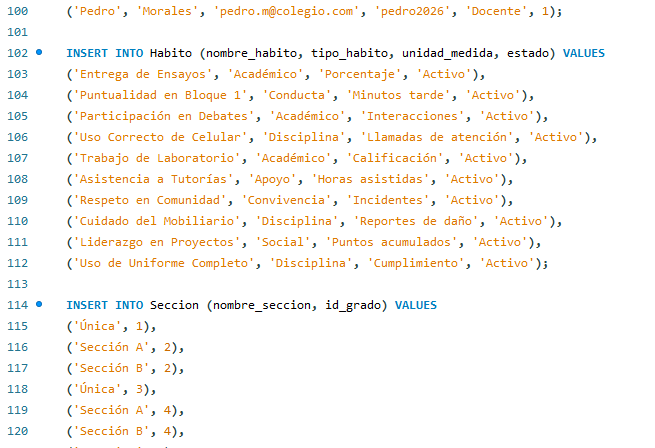 100 ('Pedro', 'Morales', 'pedro.m@colegio.com', 'pedro2026', 'Docente', 1);
101
102 INSERT INTO Habito (nombre_habito, tipo_habito, unidad_medida, estado) VALUES
103 ('Entrega de Ensayos', 'Académico', 'Porcentaje', 'Activo'),
104 ('Puntualidad en Bloque 1', 'Conducta', 'Minutos tarde', 'Activo'),
105 ('Participación en Debates', 'Académico', 'Interacciones', 'Activo'),
106 ('Uso Correcto de Celular', 'Disciplina', 'Llamadas de atención', 'Activo'),
107 ('Trabajo de Laboratorio', 'Académico', 'Calificación', 'Activo'),
108 ('Asistencia a Tutorías', 'Apoyo', 'Horas asistidas', 'Activo'),
109 ('Respeto en Comunidad', 'Convivencia', 'Incidentes', 'Activo'),
110 ('Cuidado del Mobiliario', 'Disciplina', 'Reportes de daño', 'Activo'),
111 ('Liderazgo en Proyectos', 'Social', 'Puntos acumulados', 'Activo'),
112 ('Uso de Uniforme Completo', 'Disciplina', 'Cumplimiento', 'Activo');
113
114 INSERT INTO Seccion (nombre_seccion, id_grado) VALUES
115 ('Única', 1),
116 ('Sección A', 2),
117 ('Sección B', 2),
118 ('Única', 3),
119 ('Sección A', 4),
120 ('Sección B', 4),